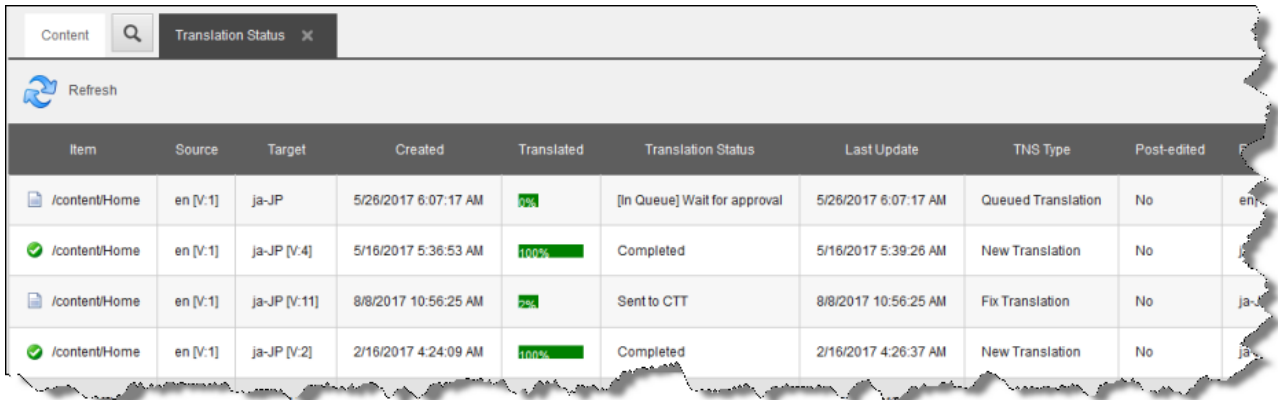 Content Translation Status
Refresh
Item Source Target Created Translated Translation Status Last Update TNS Type Post-edited
/content/Home en [V:1] ja-JP 5/26/2017 6:07:17 AM 0% [In Queue] Wait for approval 5/26/2017 6:07:17 AM Queued Translation No
/content/Home en [V:1] ja-JP [V:4] 5/16/2017 5:36:53 AM 100% Completed 5/16/2017 5:39:26 AM New Translation No
/content/Home en [V:1] ja-JP [V:11] 8/8/2017 10:56:25 AM 2% Sent to CTT 8/8/2017 10:56:25 AM Fix Translation No
/content/Home en [V:1] ja-JP [V:2] 2/16/2017 4:24:09 AM 100% Completed 2/16/2017 4:26:37 AM New Translation No